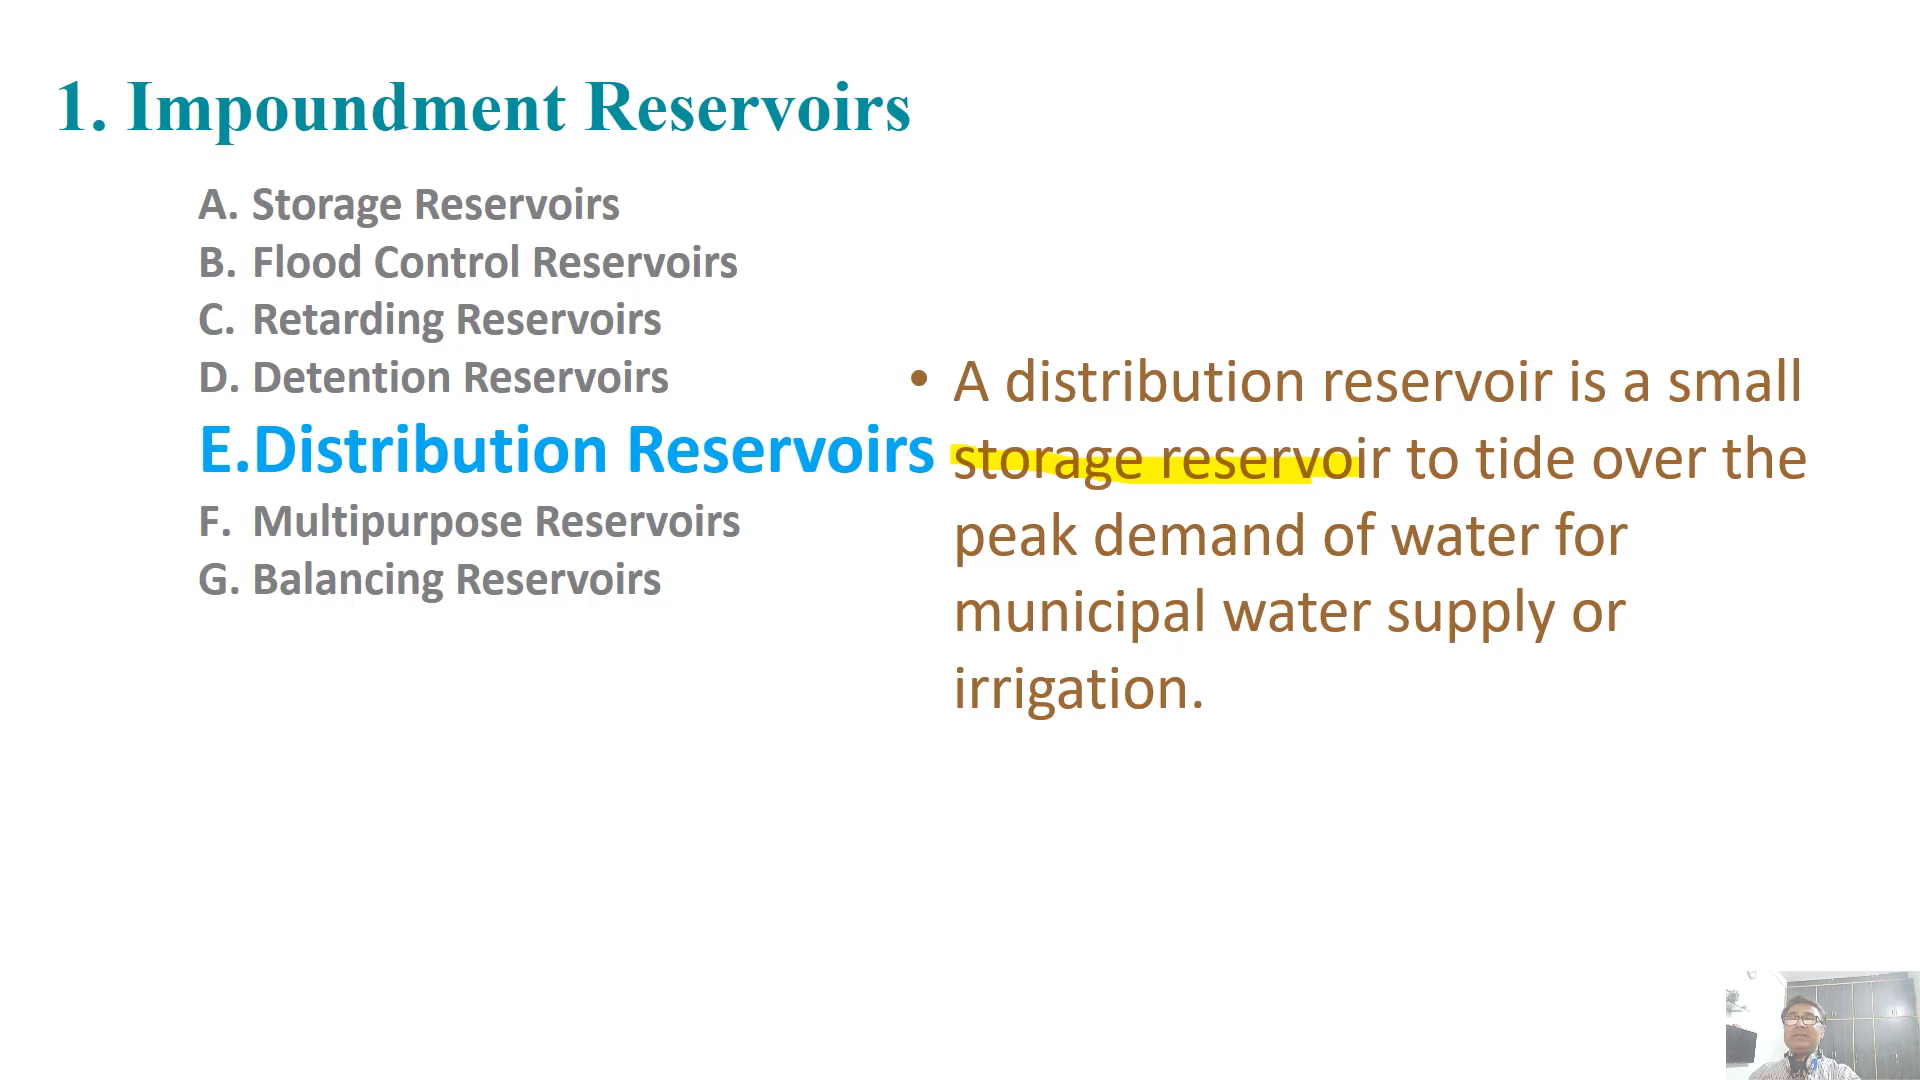 1. Impoundment Reservoirs
A. Storage Reservoirs
B. Flood Control Reservoirs
C. Retarding Reservoirs
D. Detention Reservoirs
E.Distribution Reservoirs
F. Multipurpose Reservoirs
G. Balancing Reservoirs
• A distribution reservoir is a small
storage reservoir to tide over the
peak demand of water for
municipal water supply or
irrigation.